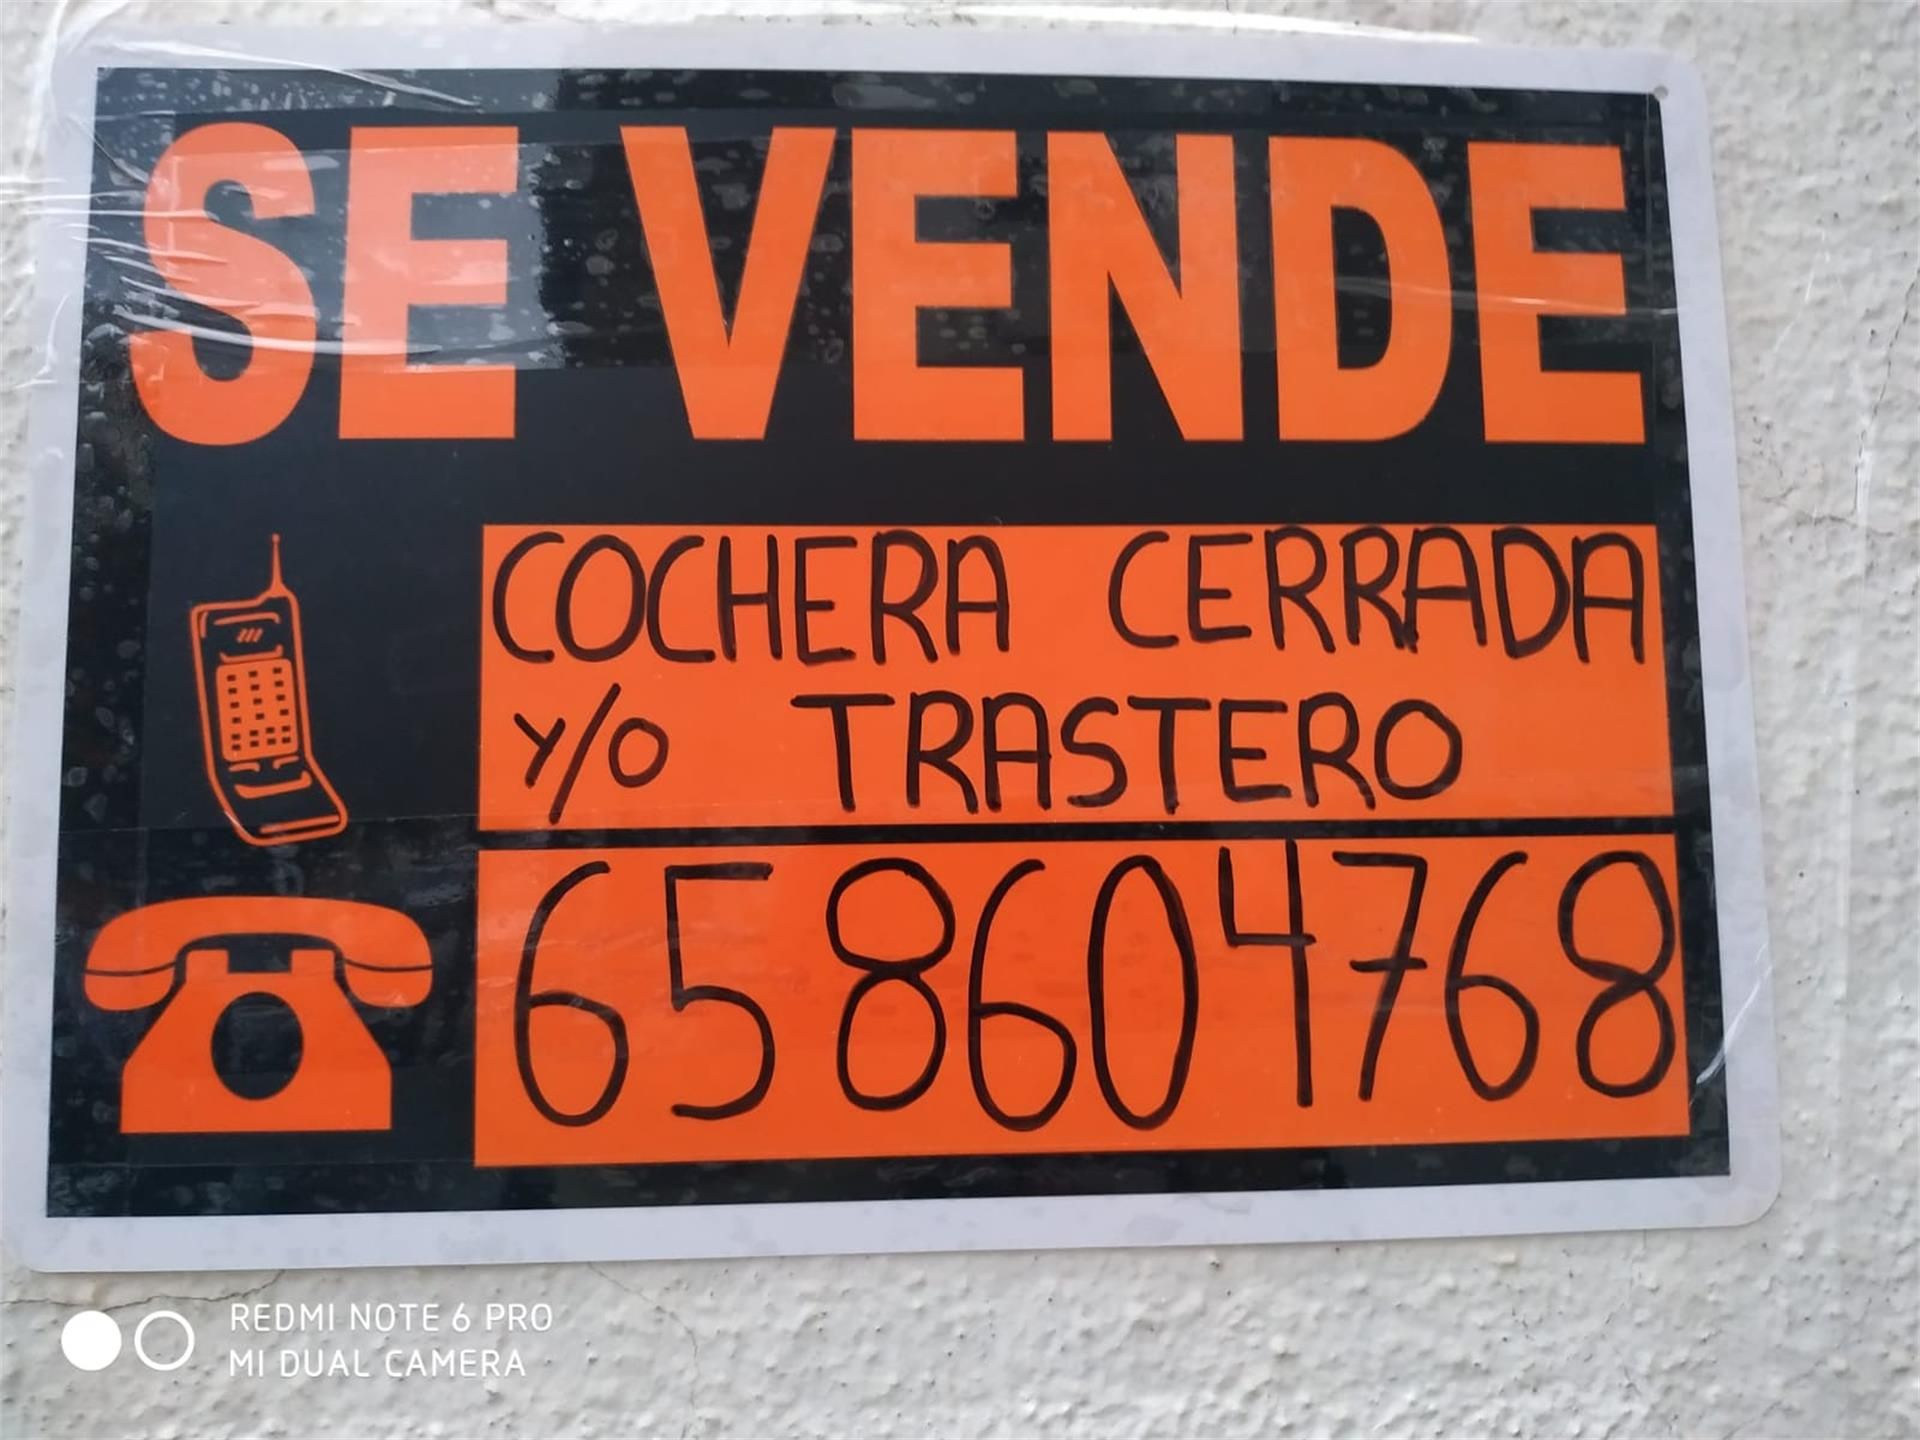 SE VENDE
COCHERA CERRADA
Y/O TRASTERO
658604768
REDMI NOTE 6 PRO
MI DUAL CAMERA